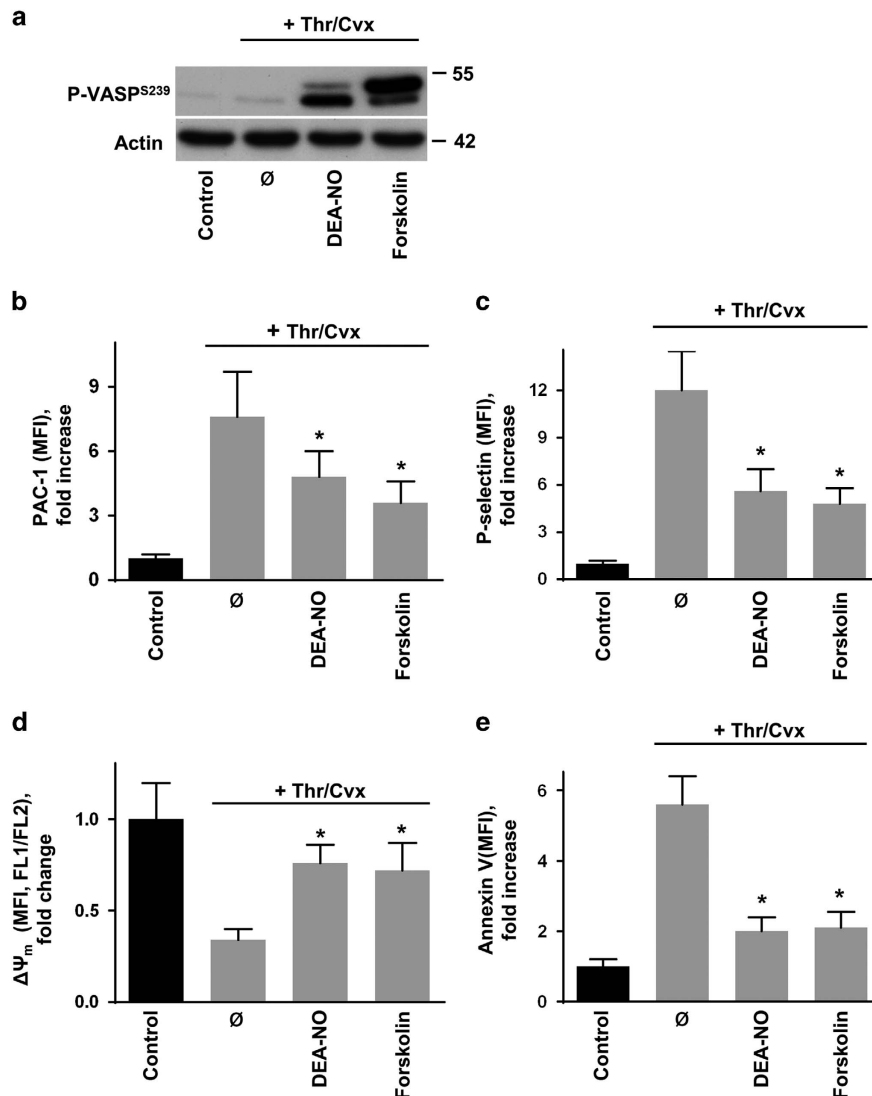 a
+ Thr/Cvx
P-VASPS239
55
Actin
42
Control
Ø
DEA-NO
Forskolin
b
+ Thr/Cvx
PAC-1 (MFI),
fold increase
9
6
3
0
*
*
Control
Ø
DEA-NO
Forskolin
c
+ Thr/Cvx
P-selectin (MFI),
fold increase
12
9
6
3
0
*
*
Control
Ø
DEA-NO
Forskolin
d
+ Thr/Cvx
ΔΨm (MFI, FL1/FL2),
fold change
1.0
0.5
0.0
*
*
Control
Ø
DEA-NO
Forskolin
e
+ Thr/Cvx
Annexin V(MFI),
fold increase
6
4
2
0
*
*
Control
Ø
DEA-NO
Forskolin